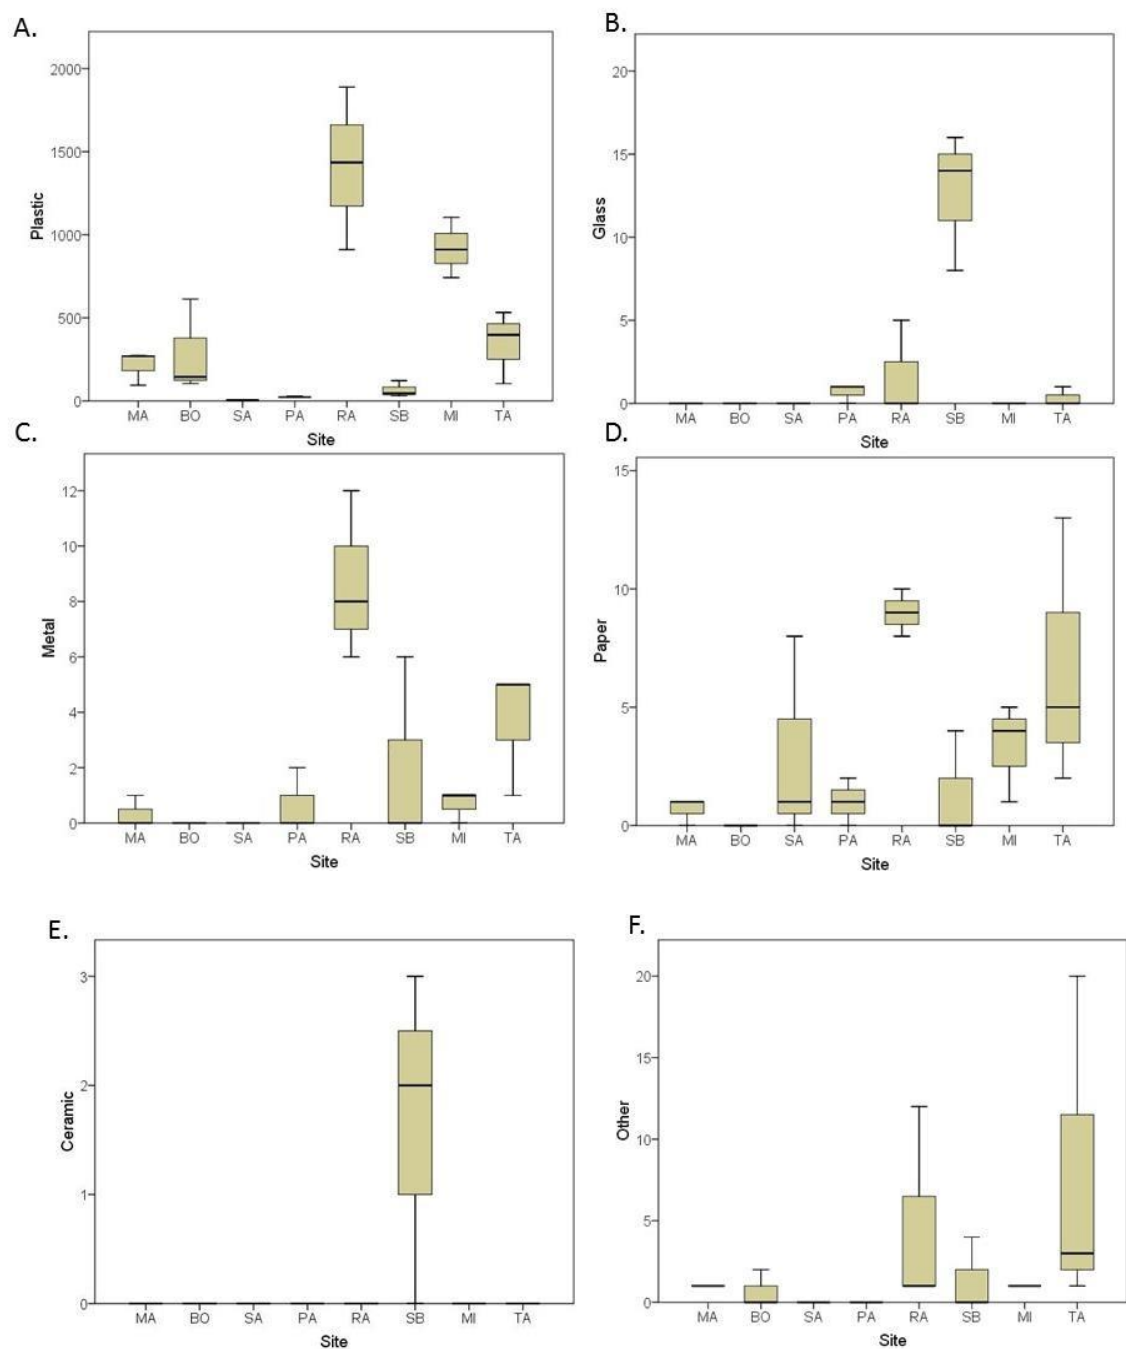 A.
2000
1500
1000
500
0
Plastic
MA BO SA PA RA SB MI TA
Site
B.
20
15
10
5
0
Glass
MA BO SA PA RA SB MI TA
Site
C.
12
10
8
6
4
2
0
Metal
MA BO SA PA RA SB MI TA
Site
D.
15
10
5
0
Paper
MA BO SA PA RA SB MI TA
Site
E.
3
2
1
0
Ceramic
MA BO SA PA RA SB MI TA
Site
F.
20
15
10
5
0
Other
MA BO SA PA RA SB MI TA
Site